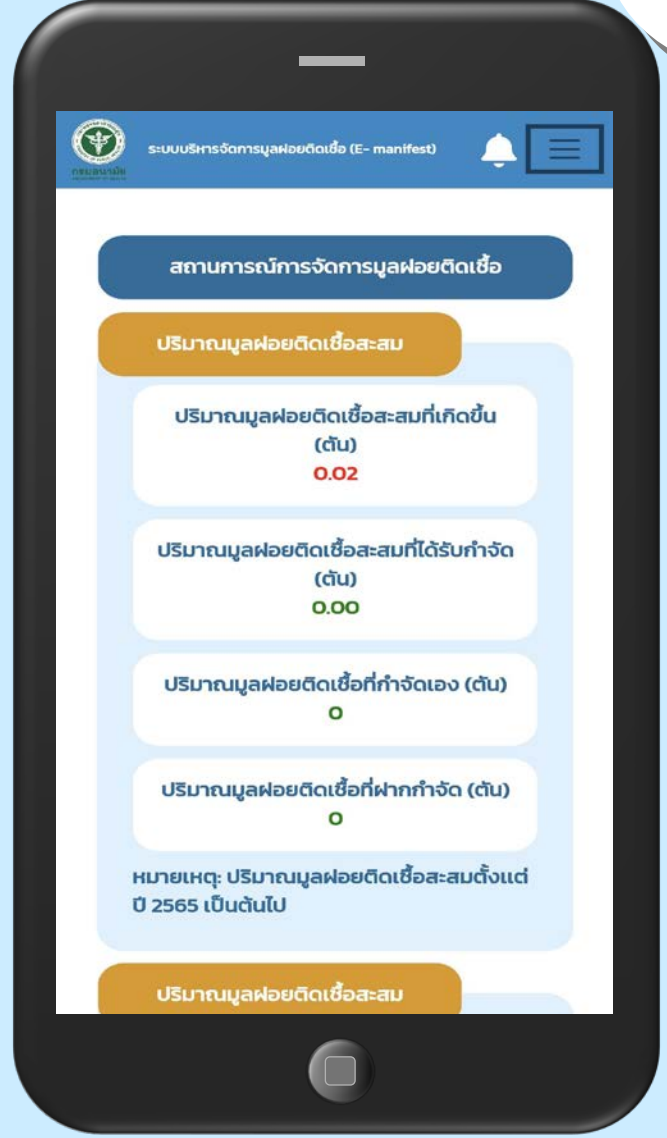 ระบบบริหารจัดการมูลฝอยติดเชื้อ (E- manifest)
กรมอนามัย
สถานการณ์การจัดการมูลฝอยติดเชื้อ
ปริมาณมูลฝอยติดเชื้อสะสม
ปริมาณมูลฝอยติดเชื้อสะสมที่เกิดขึ้น
(ตัน)
0.02
ปริมาณมูลฝอยติดเชื้อสะสมที่ได้รับกำจัด
(ตัน)
0.00
ปริมาณมูลฝอยติดเชื้อที่กำจัดเอง (ตัน)
0
ปริมาณมูลฝอยติดเชื้อที่ฝากกำจัด (ตัน)
0
หมายเหตุ: ปริมาณมูลฝอยติดเชื้อสะสมตั้งแต่
ปี 2565 เป็นต้นไป
ปริมาณมูลฝอยติดเชื้อสะสม